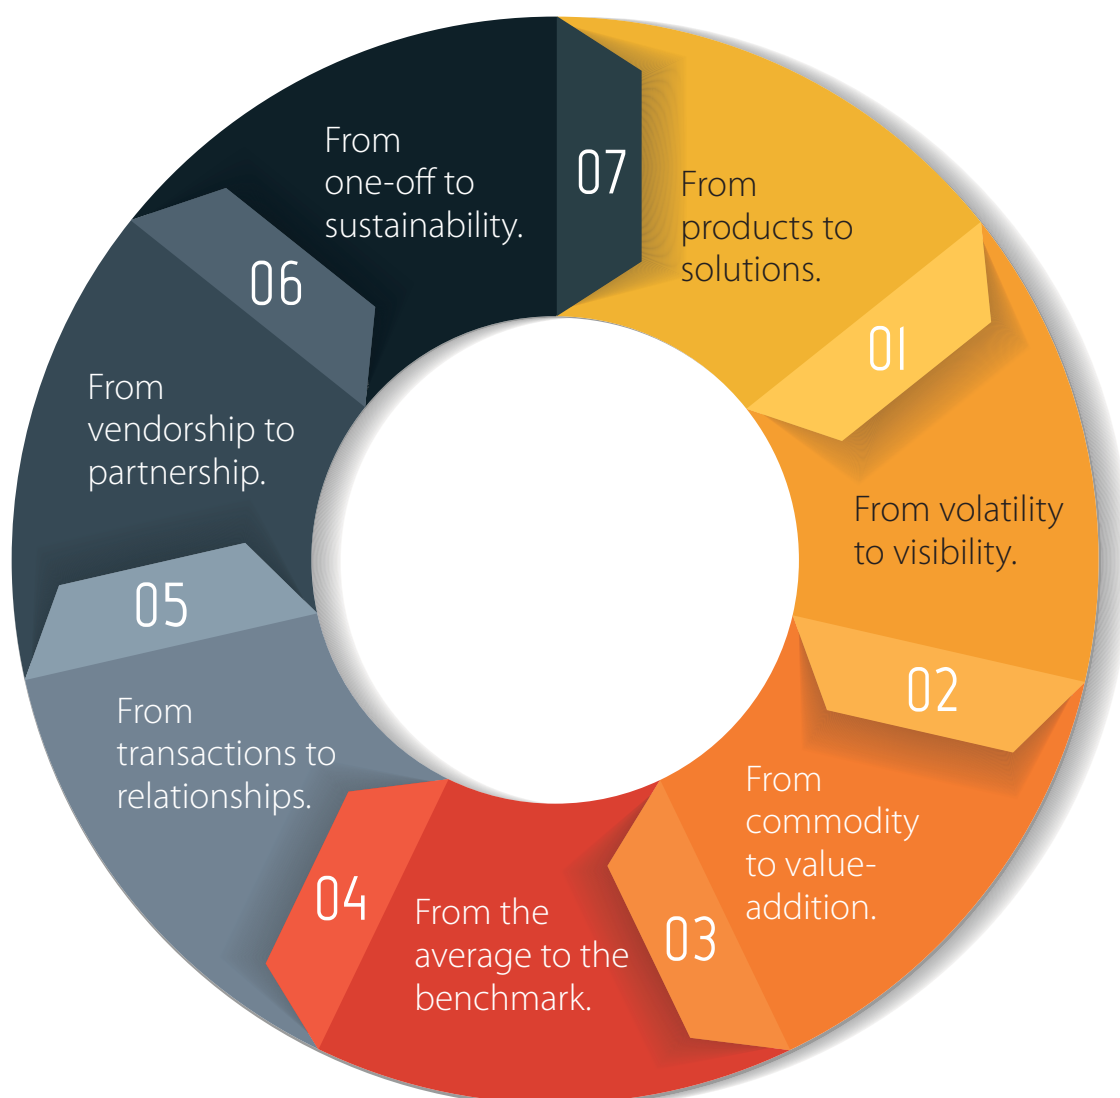 From
products to
solutions.
01
From volatility
to visibility.
02
From
commodity
to value-
addition.
03
From the
average to the
benchmark.
04
From
transactions to
relationships.
05
From
vendorship to
partnership.
06
From
one-off to
sustainability.
07